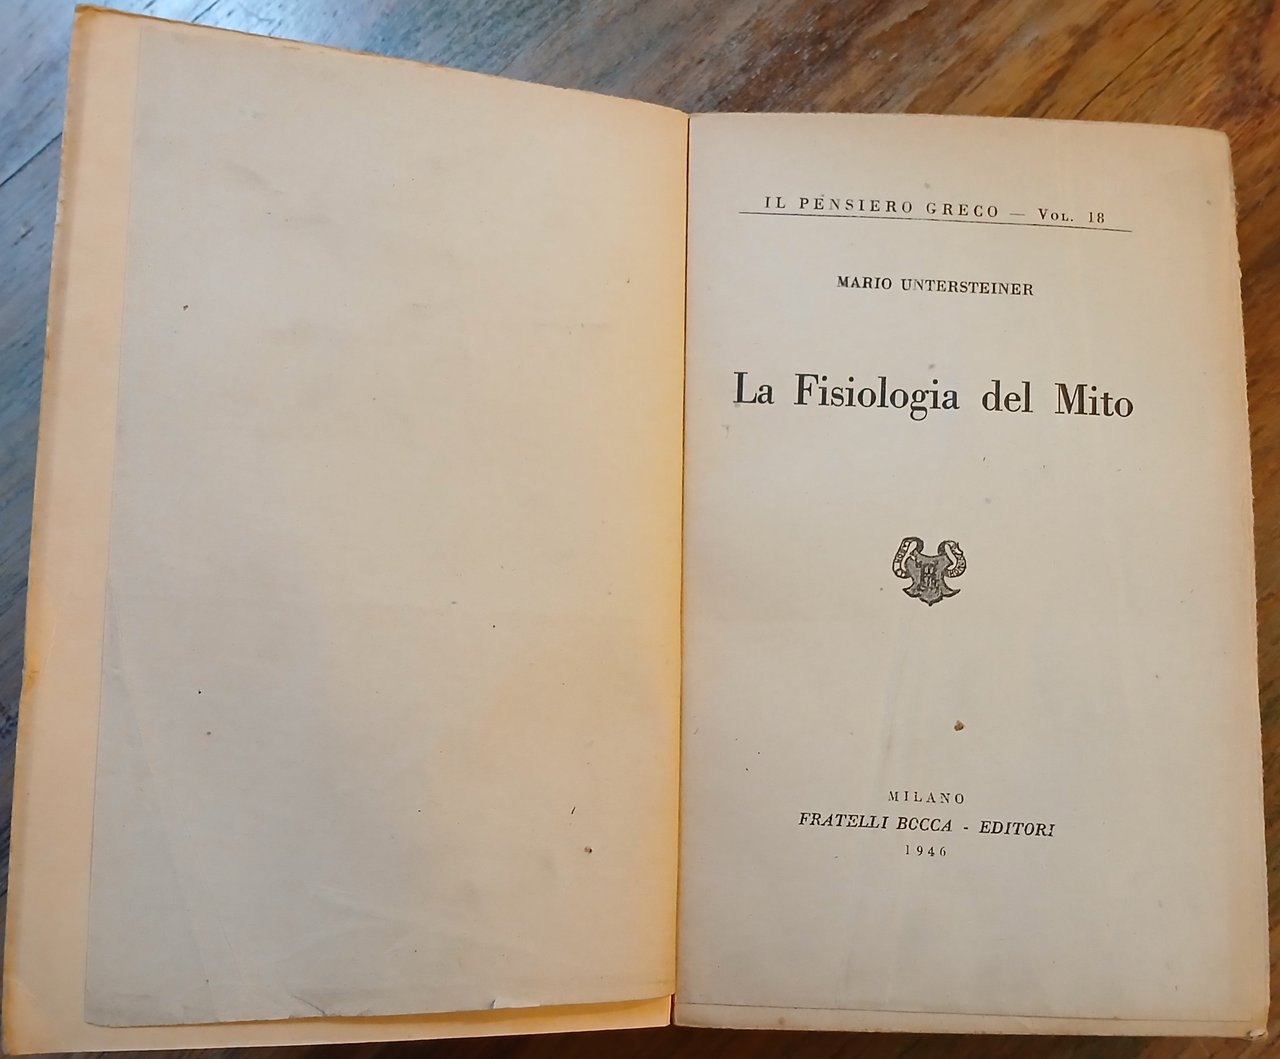 IL PENSIERO GRECO — VOL. 18
MARIO UNTERSTEINER
La Fisiologia del Mito
MILANO
FRATELLI BOCCA - EDITORI
1946